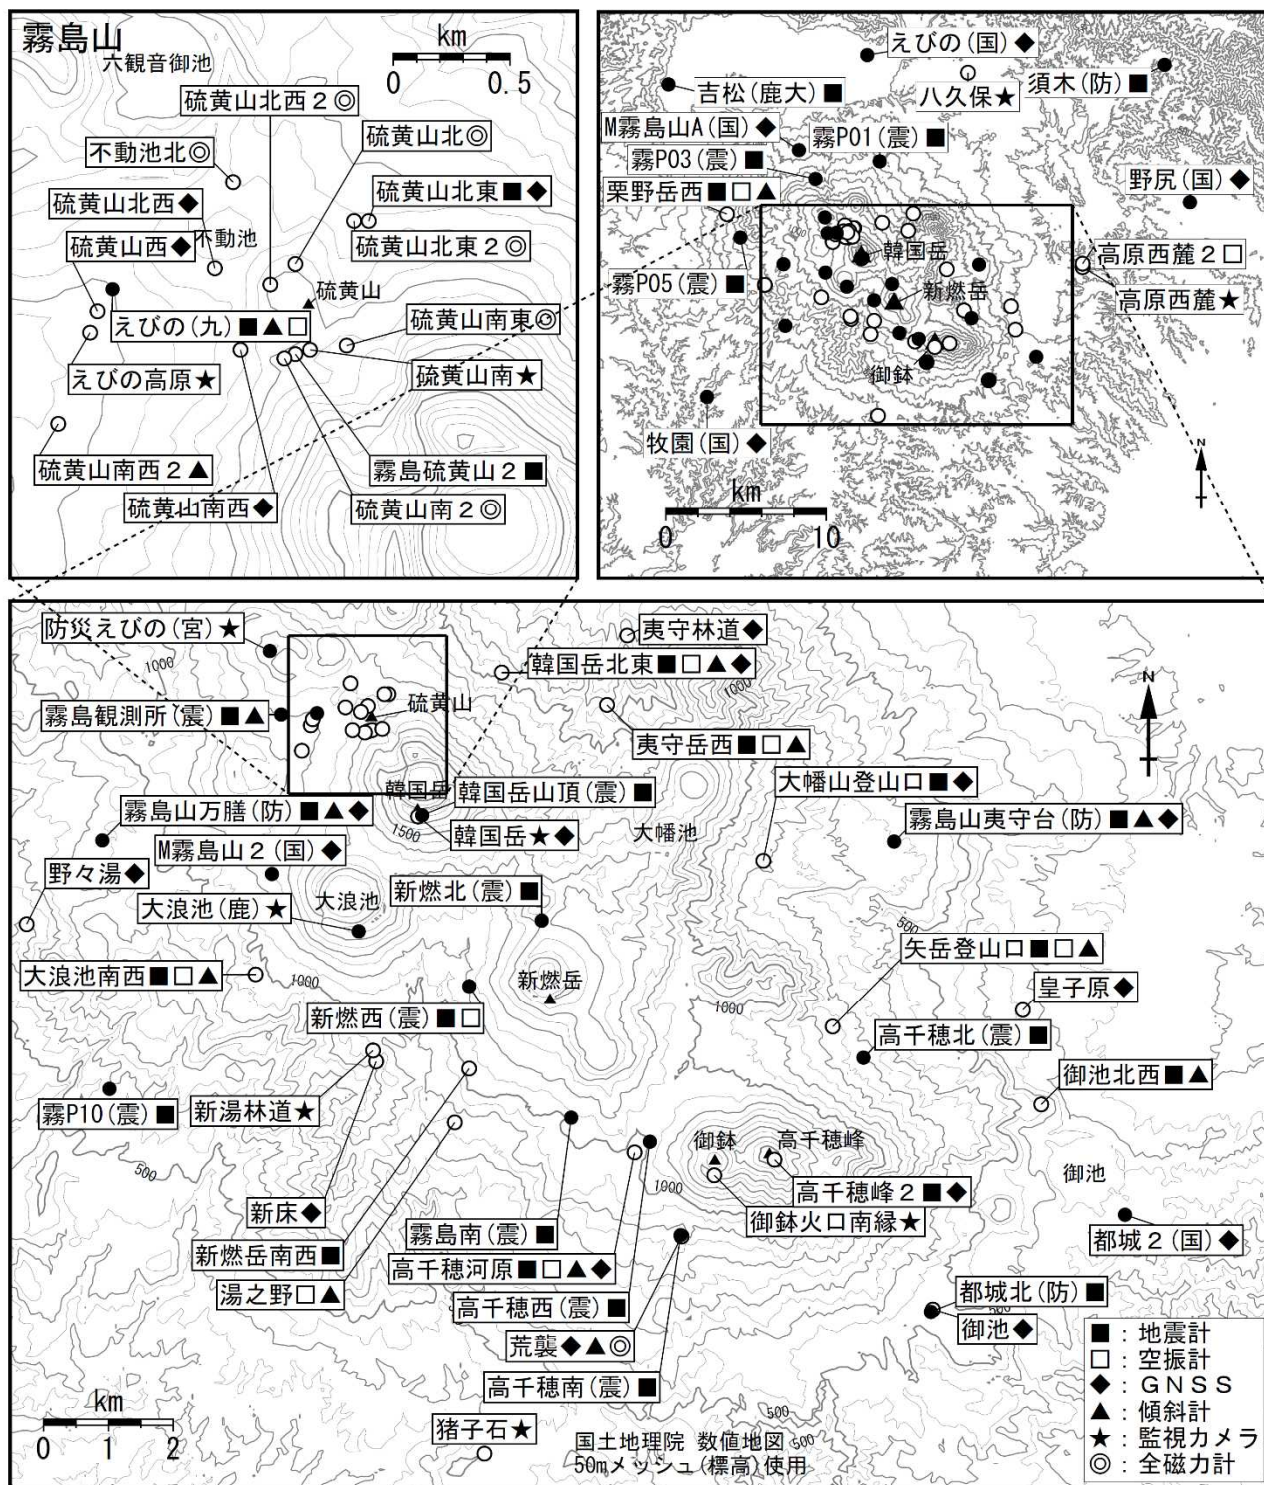 霧島山
六観音御池
km
0 0.5
硫黄山北西2◎
硫黄山北◎
不動池北◎
硫黄山北東■◆
硫黄山北西◆
硫黄山北東2◎
不動池
硫黄山西◆
硫黄山
えびの(九)■▲□
硫黄山南東◎
えびの高原★
硫黄山南★
硫黄山南西2▲
霧島硫黄山2■
硫黄山南西◆
硫黄山南2◎
えびの(国)◆
吉松(鹿大)■
八久保★
須木(防)■
M霧島山A(国)◆
霧P01(震)■
霧P03(震)■
栗野岳西■□▲
野尻(国)◆
韓国岳
高原西麓2□
霧P05(震)■
新燃岳
高原西麓★
御鉢
牧園(国)◆
N
km
0 10
防災えびの(宮)★
夷守林道◆
1000
韓国岳北東■□▲◆
1000
N
霧島観測所(震)■▲
硫黄山
夷守岳西■□▲
韓国岳
韓国岳山頂(震)■
大幡山登山口■◆
霧島山万膳(防)■▲◆
1500
韓国岳★◆
大幡池
霧島山夷守台(防)■▲◆
M霧島山2(国)◆
野々湯◆
新燃北(震)■
大浪池(鹿)★
大浪池
500
矢岳登山口■□▲
大浪池南西■□▲
1000
新燃岳
1000
皇子原◆
新燃西(震)■□
高千穂北(震)■
御池北西■▲
霧P10(震)■
新湯林道★
500
御鉢
高千穂峰
御池
1000
高千穂峰2■◆
新床◆
霧島南(震)■
御鉢火口南縁★
新燃岳南西■
高千穂河原■□▲◆
都城2(国)◆
湯之野□▲
高千穂西(震)■
都城北(防)■
500
荒襲◆▲◎
御池◆
高千穂南(震)■
km
0 1 2
猪子石★
500
国土地理院 数値地図
500
50mメッシュ(標高)使用
■:地震計
□:空振計
◆:GNSS
▲:傾斜計
★:監視カメラ
◎:全磁力計